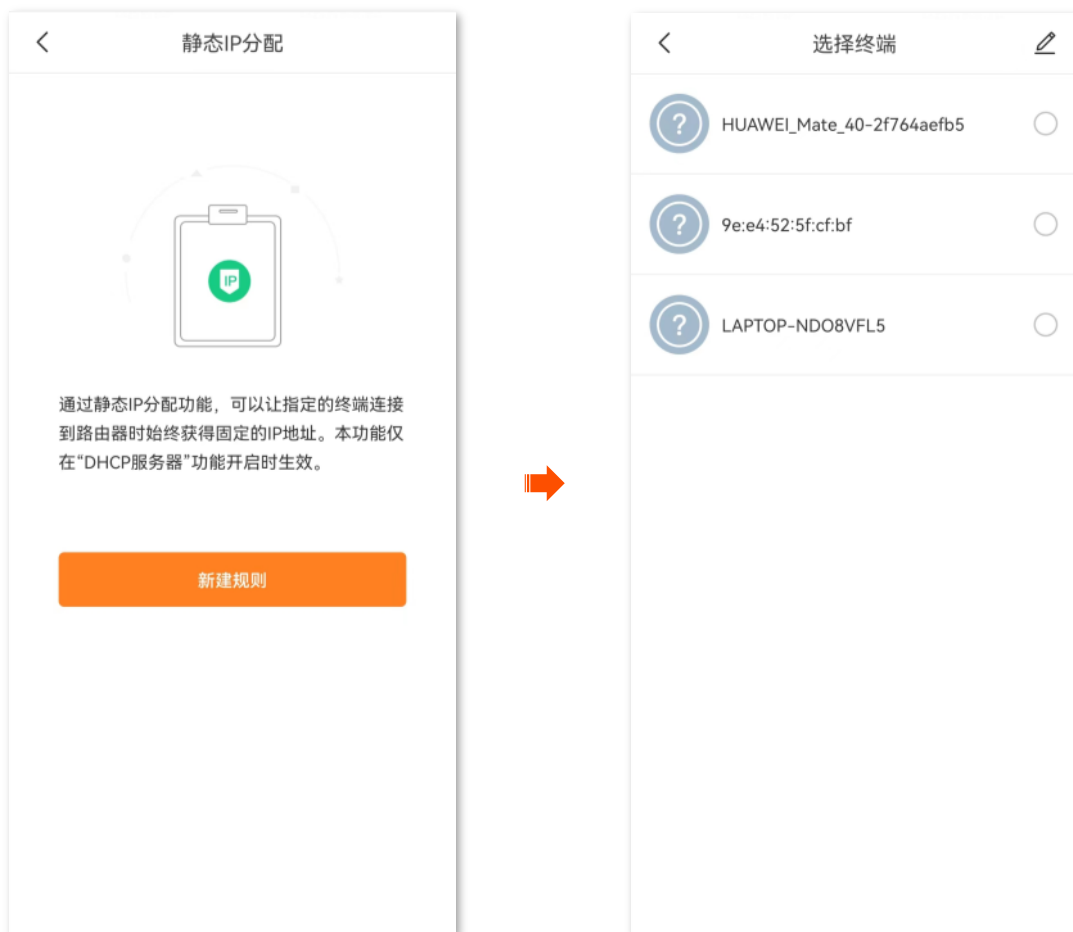 静态IP分配
IP
通过静态IP分配功能，可以让指定的终端连接
到路由器时始终获得固定的IP地址。本功能仅
在“DHCP服务器”功能开启时生效。
新建规则
选择终端
HUAWEI_Mate_40-2f764aefb5
9e:e4:52:5f:cf:bf
LAPTOP-NDO8VFL5